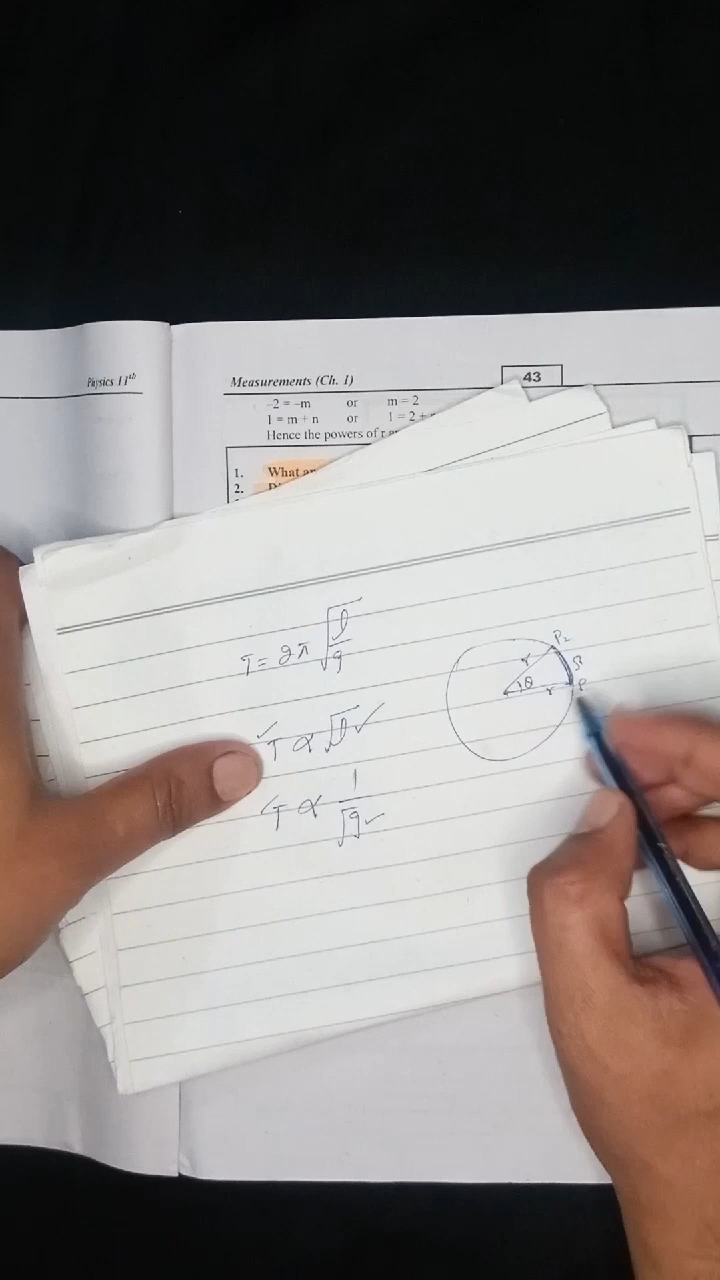 Physics 11th
Measurements (Ch. 1)
43
-2 = -m or m = 2
1 = m + n or 1 = 2 +
Hence the powers of r
1. What
2.
T = 2π √l/g
T ∝ √l ✓
T ∝ 1/√g ✓
P2
r
S
θ
r
P